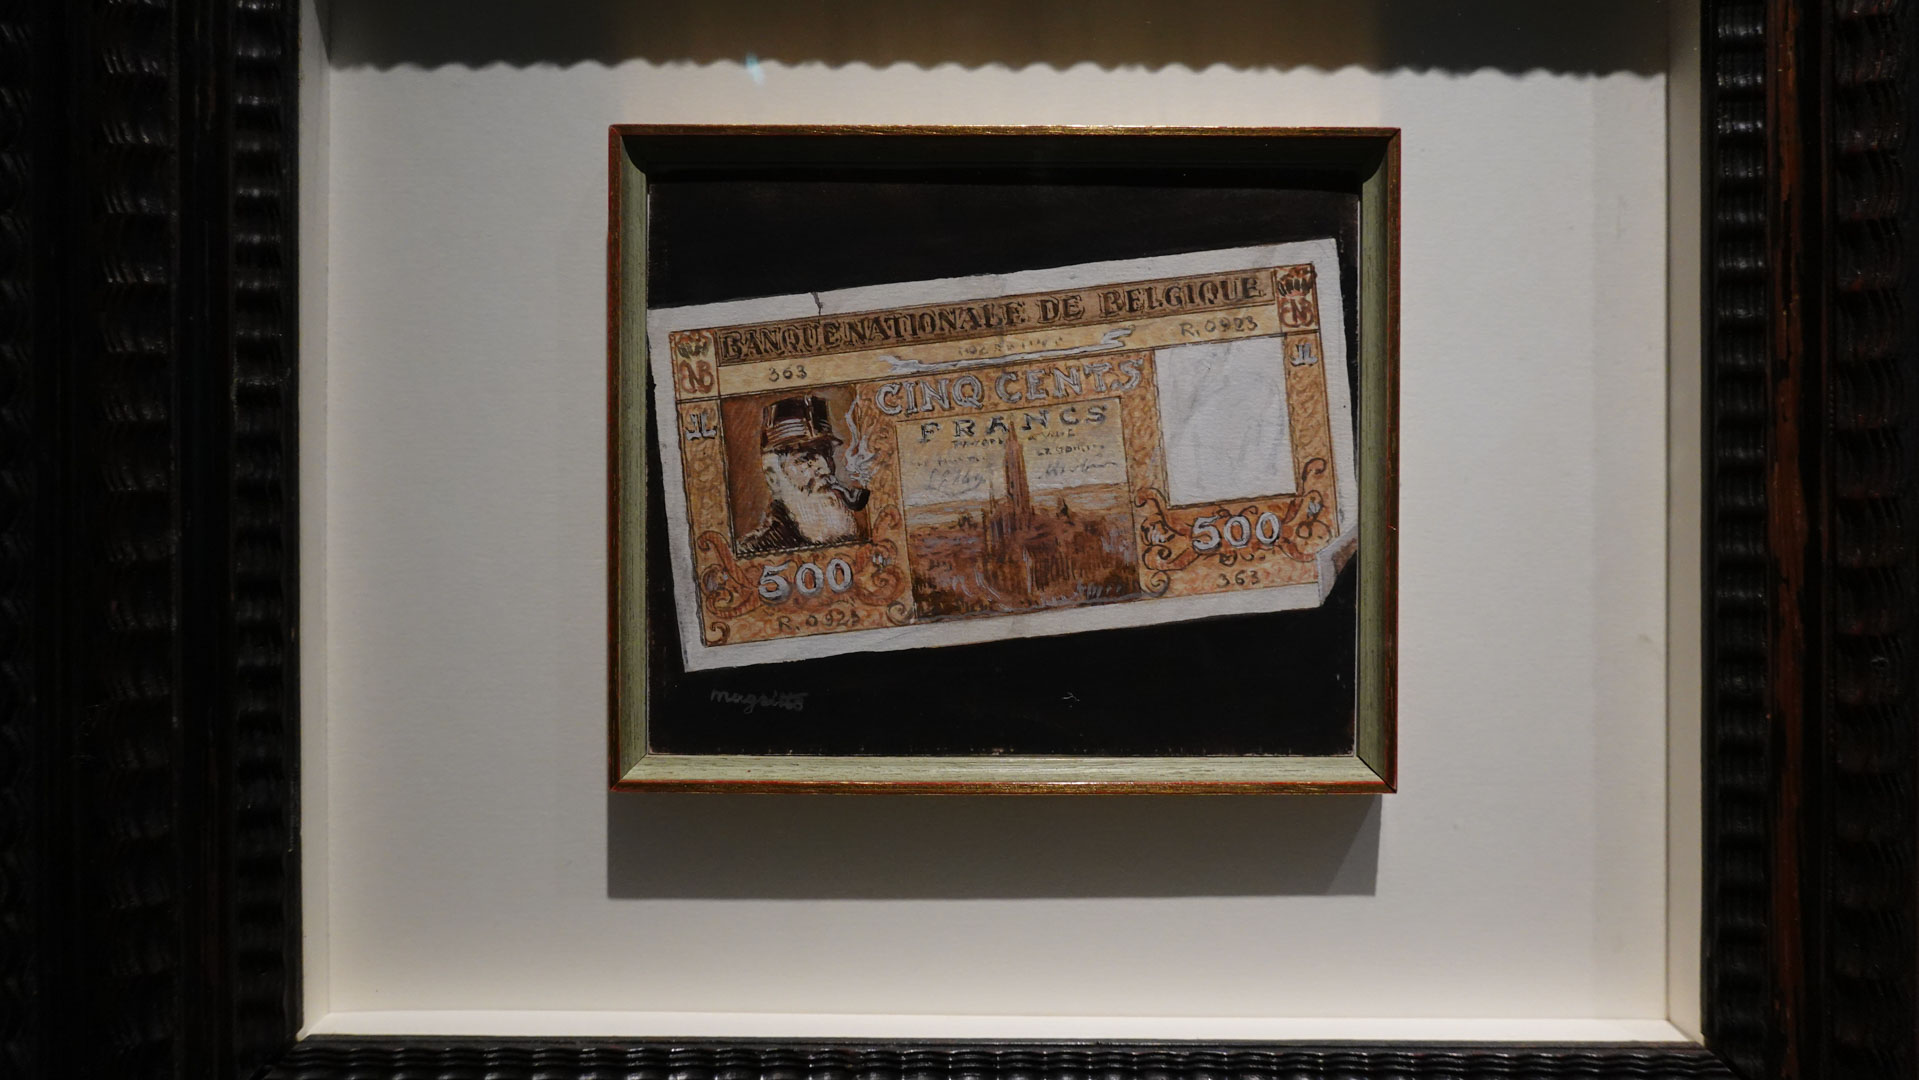 BANQUE NATIONALE DE BELGIQUE
363
R. 0923
CINQ CENTS
FRANCS
500
500
R. 0923
363
magritte